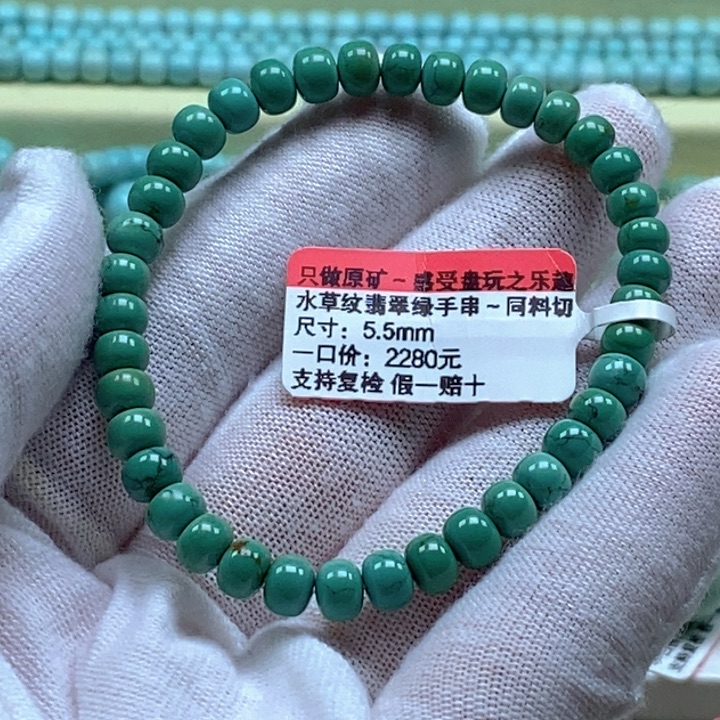 只做原矿~感受盘玩之乐趣
水草纹翡翠绿手串~同料切
尺寸：5.5mm
一口价：2280元
支持复检 假一赔十